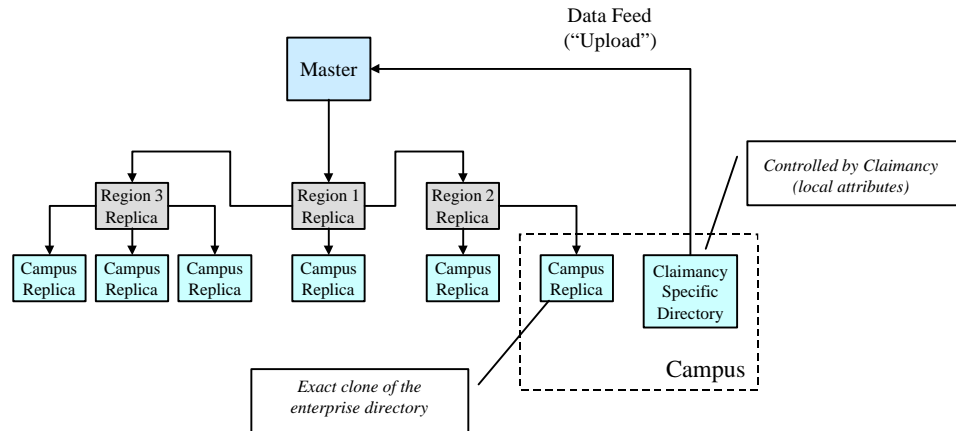 Data Feed
(“Upload”)
Master
Controlled by Claimancy
(local attributes)
Region 3
Replica
Region 1
Replica
Region 2
Replica
Campus
Replica
Campus
Replica
Campus
Replica
Campus
Replica
Campus
Replica
Campus
Replica
Claimancy
Specific
Directory
Campus
Exact clone of the
enterprise directory